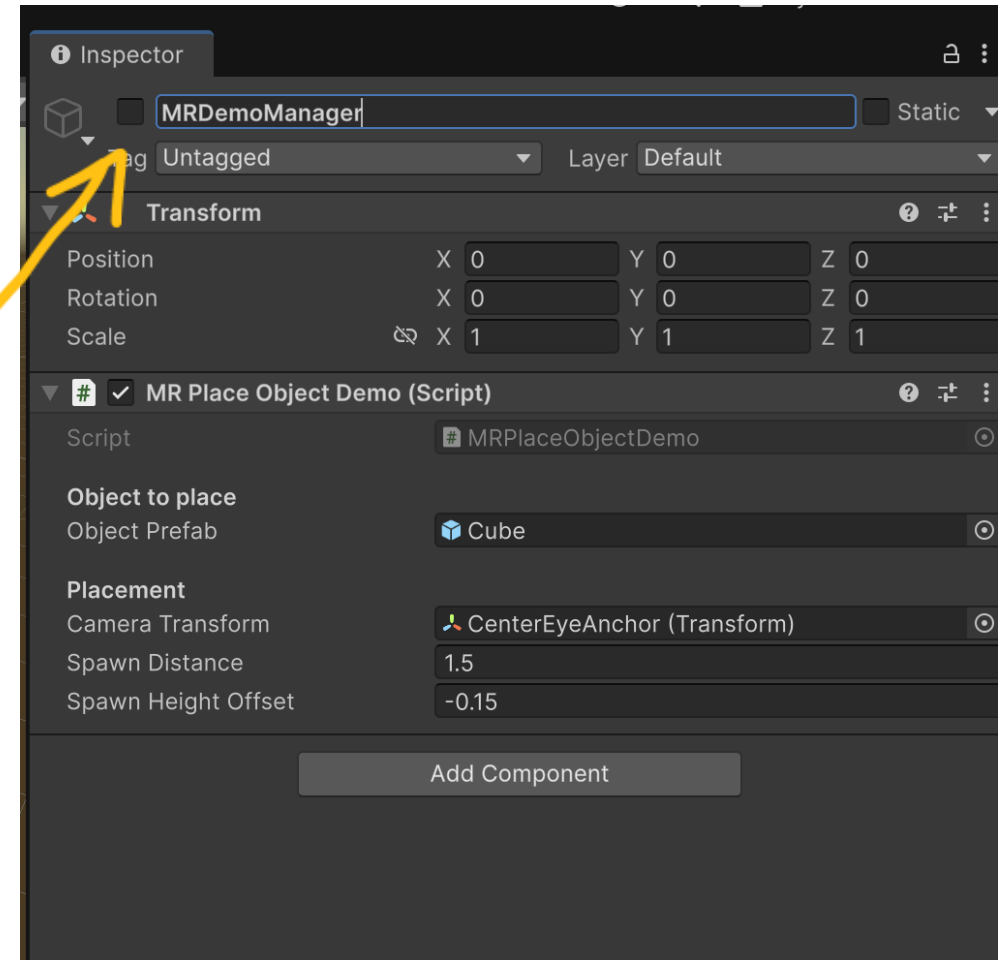 Inspector
MRDemoManager Static
Tag Untagged Layer Default
Transform
Position X 0 Y 0 Z 0
Rotation X 0 Y 0 Z 0
Scale X 1 Y 1 Z 1
# MR Place Object Demo (Script)
Script # MRPlaceObjectDemo
Object to place
Object Prefab Cube
Placement
Camera Transform CenterEyeAnchor (Transform)
Spawn Distance 1.5
Spawn Height Offset -0.15
Add Component